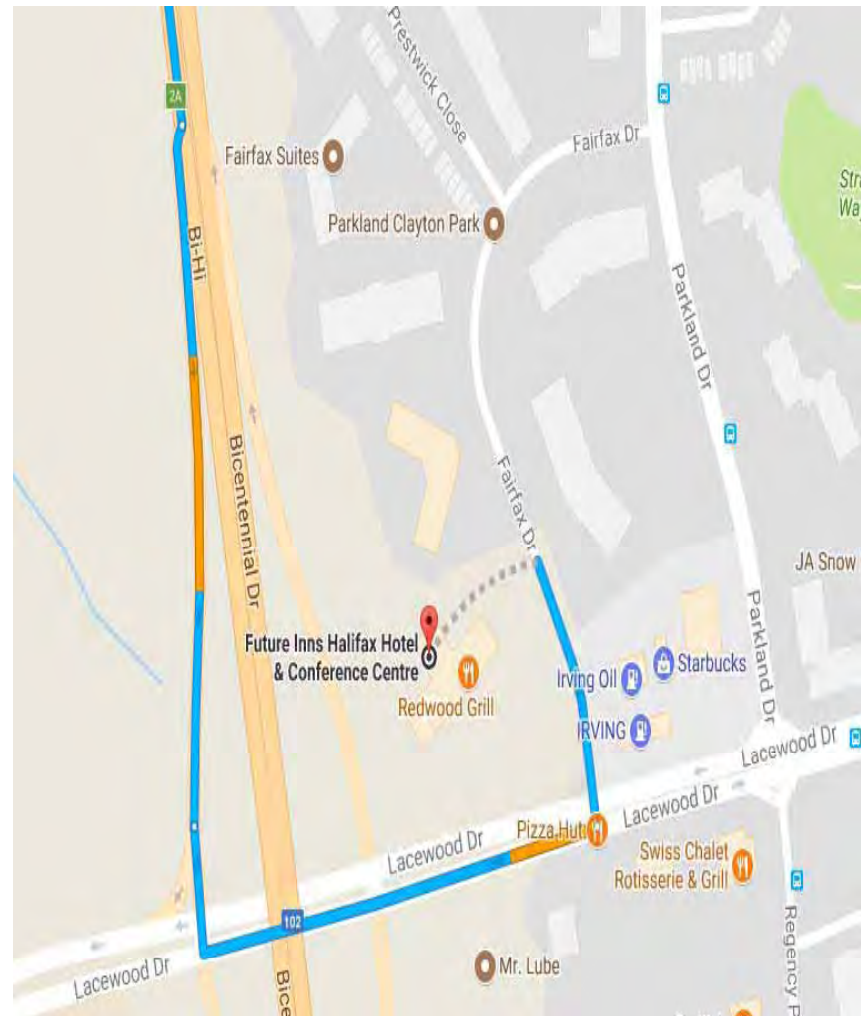 Prestwick Close
2A
Fairfax Suites
Fairfax Dr
Parkland Clayton Park
Bi-Hi
Parkland Dr
Bicentennial Dr
Fairfax Dr
JA Snow
Parkland Dr
Future Inns Halifax Hotel
& Conference Centre
Starbucks
Irving Oil
Redwood Grill
IRVING
Lacewood Dr
Lacewood Dr
Pizza Hut
Lacewood Dr
Swiss Chalet
Rotisserie & Grill
102
Mr. Lube
Lacewood Dr